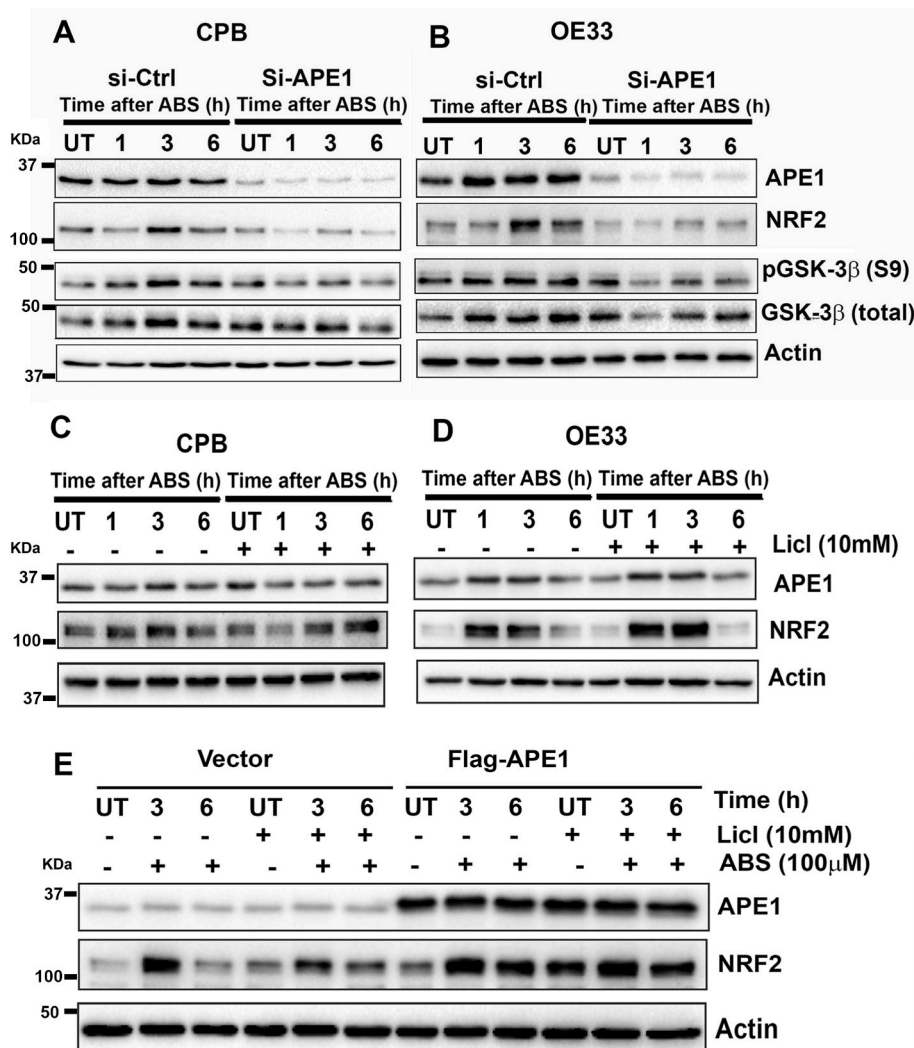 A CPB B OE33
si-Ctrl Si-APE1 si-Ctrl Si-APE1
Time after ABS (h) Time after ABS (h) Time after ABS (h) Time after ABS (h)
KDa UT 1 3 6 UT 1 3 6 UT 1 3 6 UT 1 3 6
37 APE1
100 NRF2
50 pGSK-3β (S9)
50 GSK-3β (total)
37 Actin
C CPB D OE33
Time after ABS (h) Time after ABS (h) Time after ABS (h) Time after ABS (h)
UT 1 3 6 UT 1 3 6 UT 1 3 6 UT 1 3 6
KDa - - - - + + + + - - - - + + + + Licl (10mM)
37 APE1
100 NRF2
37 Actin
E Vector Flag-APE1
UT 3 6 UT 3 6 UT 3 6 UT 3 6 Time (h)
- - - + + + - - - + + + Licl (10mM)
KDa - + + - + + - + + - + + ABS (100µM)
37 APE1
100 NRF2
50 Actin